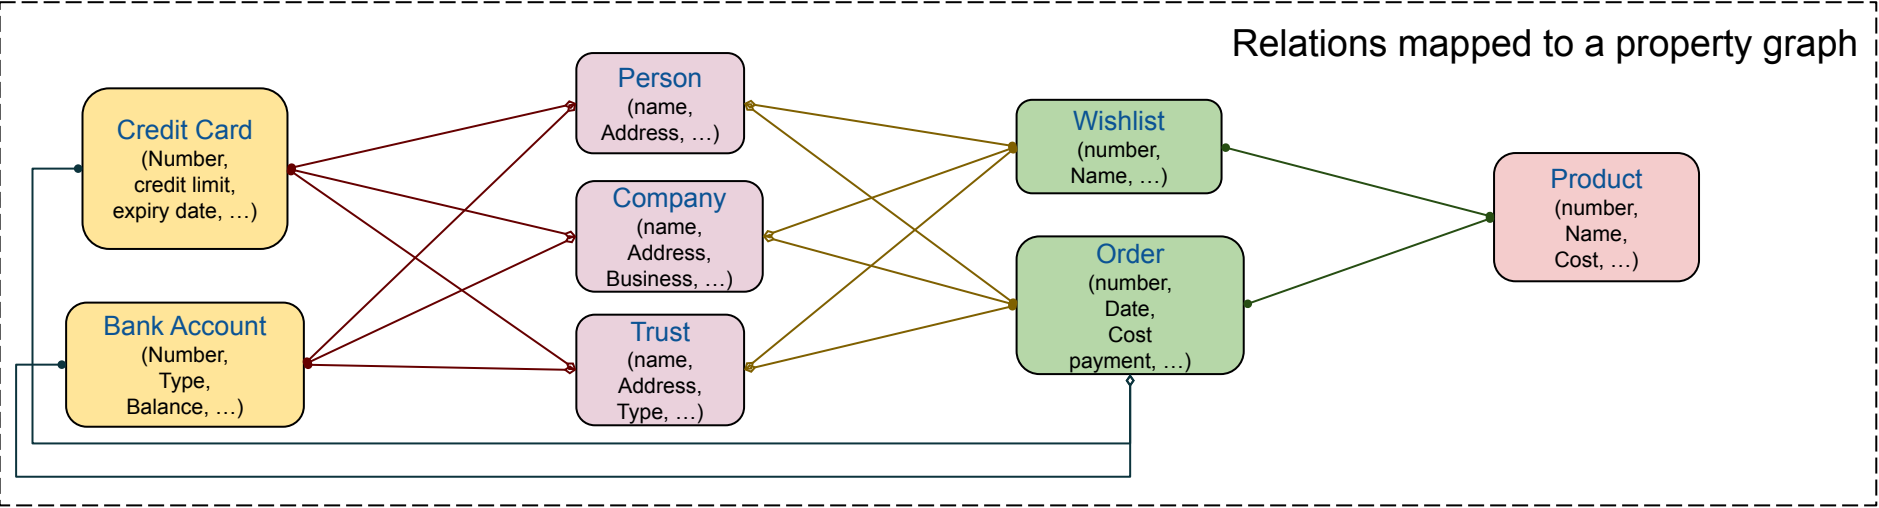 Relations mapped to a property graph
Credit Card
(Number,
credit limit,
expiry date, …)
Bank Account
(Number,
Type,
Balance, …)
Person
(name,
Address, …)
Company
(name,
Address,
Business, …)
Trust
(name,
Address,
Type, …)
Wishlist
(number,
Name, …)
Order
(number,
Date,
Cost
payment, …)
Product
(number,
Name,
Cost, …)